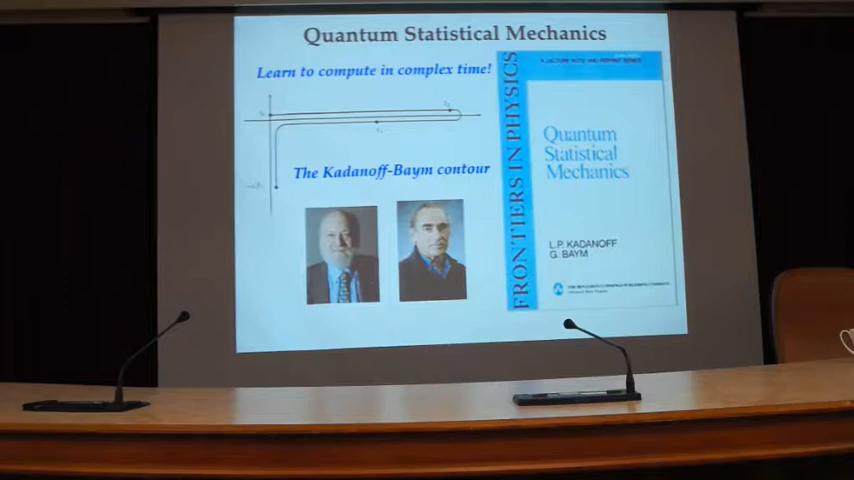 Quantum Statistical Mechanics
Learn to compute in complex time!
The Kadanoff-Baym contour
FRONTIERS IN PHYSICS
A LECTURE NOTE AND REPRINT SERIES
Quantum
Statistical
Mechanics
L.P. KADANOFF
G. BAYM